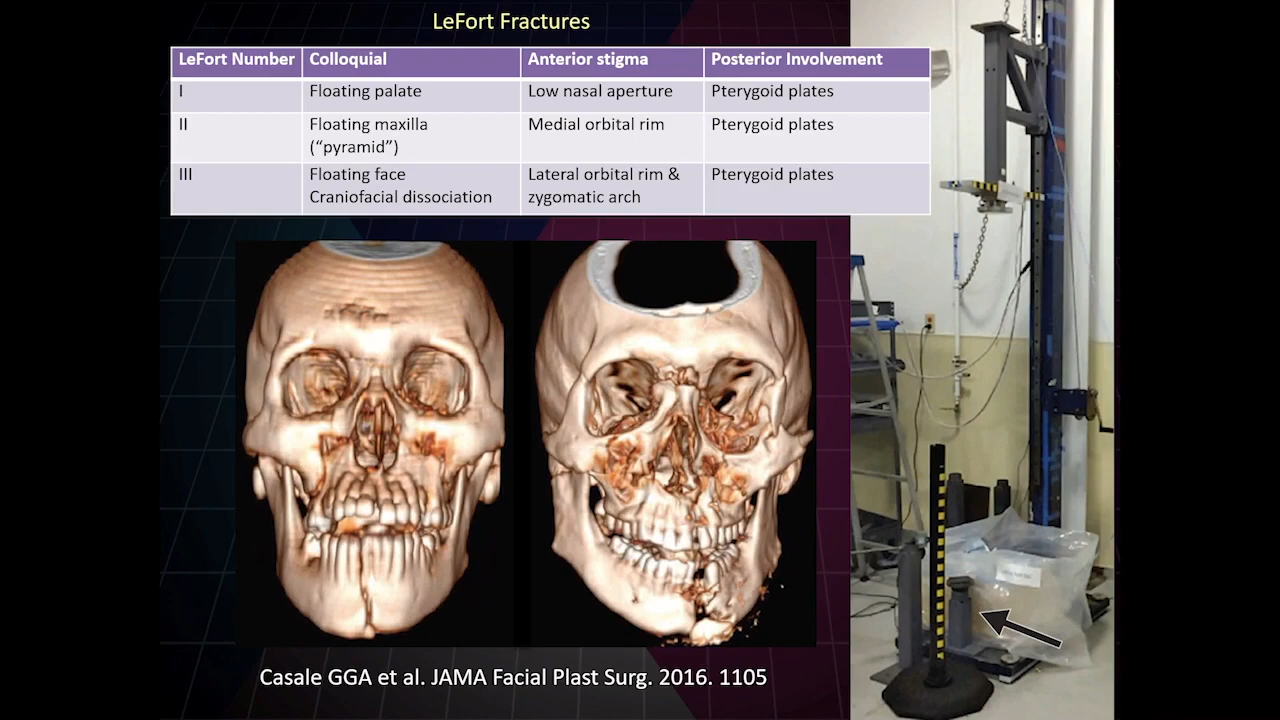 LeFort Fractures
LeFort Number Colloquial Anterior stigma Posterior Involvement
I Floating palate Low nasal aperture Pterygoid plates
II Floating maxilla Medial orbital rim Pterygoid plates
(“pyramid”)
III Floating face Lateral orbital rim & Pterygoid plates
Craniofacial dissociation zygomatic arch
Casale GGA et al. JAMA Facial Plast Surg. 2016. 1105